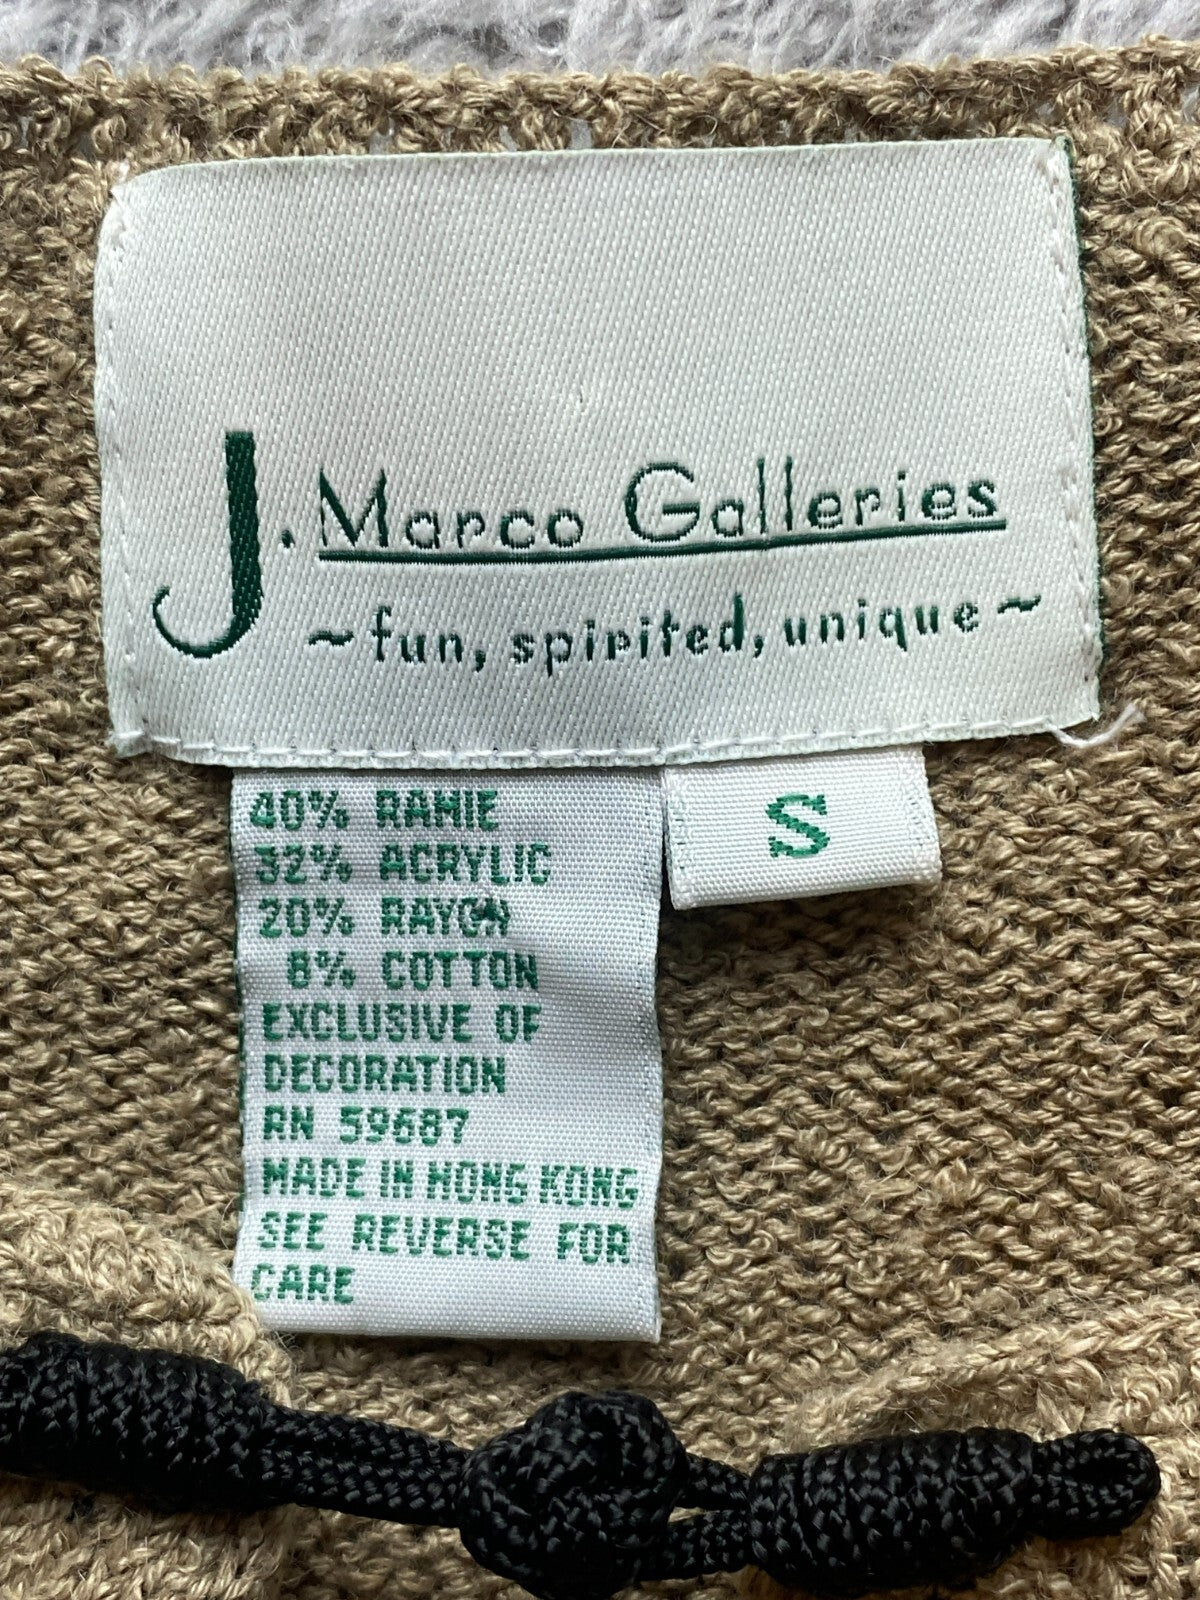 J. Marco Galleries
~fun, spirited, unique~
S
40% RAMIE
32% ACRYLIC
20% RAYON
8% COTTON
EXCLUSIVE OF
DECORATION
RN 59687
MADE IN HONG KONG
SEE REVERSE FOR
CARE